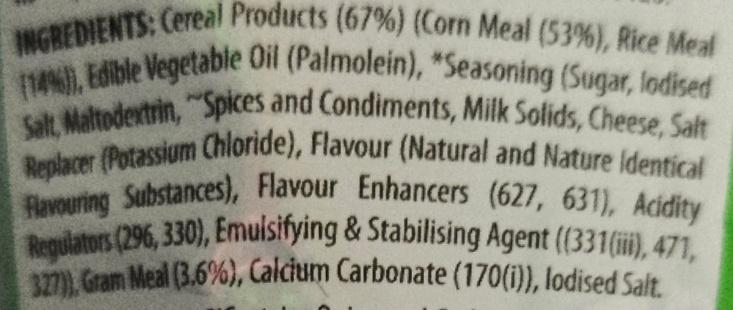 INGREDIENTS: Cereal Products (67%) (Corn Meal (53%), Rice Meal
(14%)), Edible Vegetable Oil (Palmolein), *Seasoning (Sugar, Iodised
Salt, Maltodextrin, ~Spices and Condiments, Milk Solids, Cheese, Salt
Replacer (Potassium Chloride), Flavour (Natural and Nature Identical
Flavouring Substances), Flavour Enhancers (627, 631), Acidity
Regulators (296, 330), Emulsifying & Stabilising Agent ((331(iii), 471,
327)), Gram Meal (3.6%), Calcium Carbonate (170(i)), Iodised Salt.